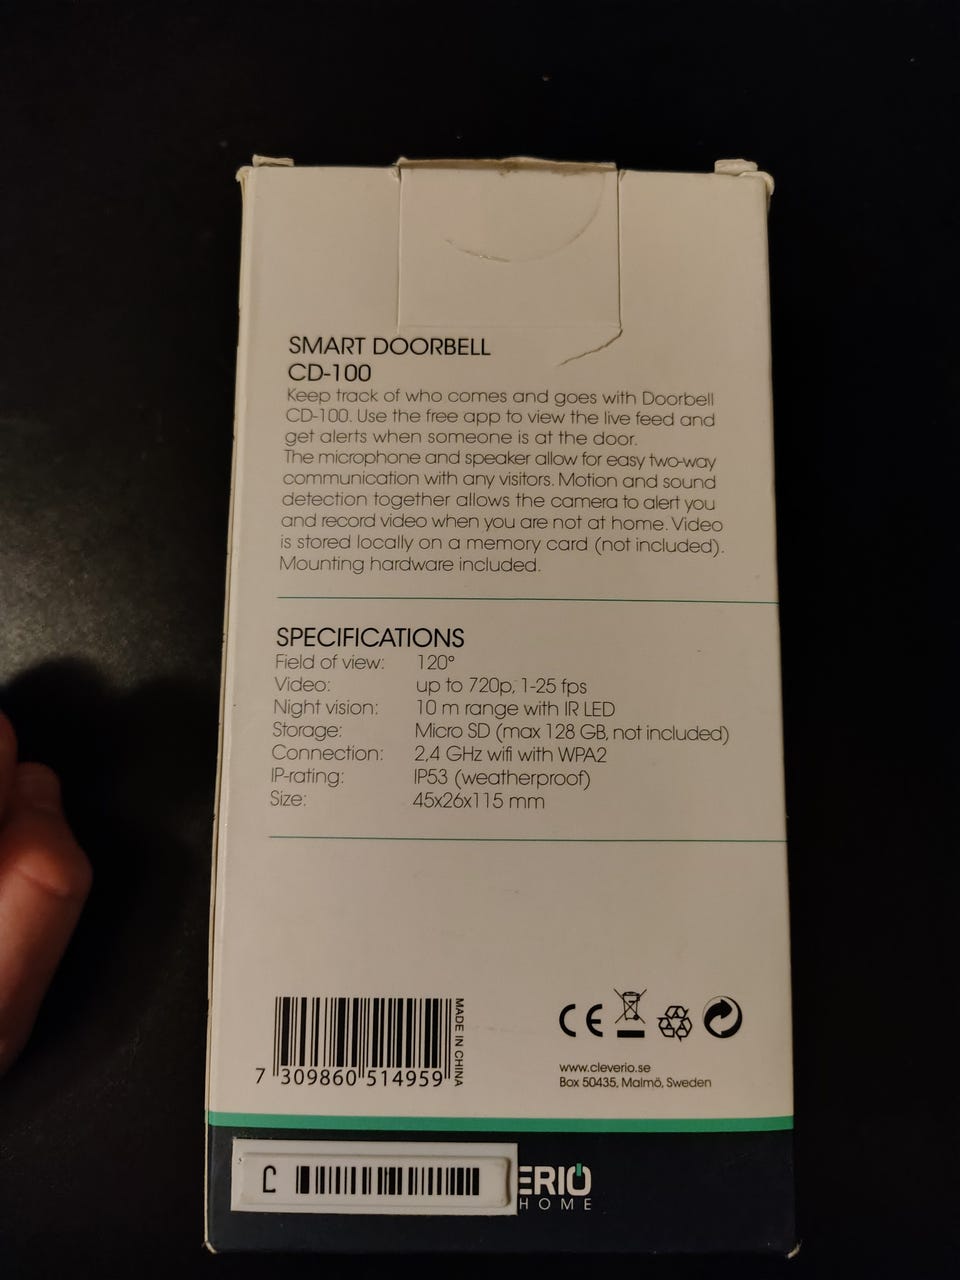 SMART DOORBELL
CD-100
Keep track of who comes and goes with Doorbell
CD-100. Use the free app to view the live feed and
get alerts when someone is at the door.
The microphone and speaker allow for easy two-way
communication with any visitors. Motion and sound
detection together allows the camera to alert you
and record video when you are not at home. Video
is stored locally on a memory card (not included).
Mounting hardware included.
SPECIFICATIONS
Field of view: 120°
Video: up to 720p, 1-25 fps
Night vision: 10 m range with IR LED
Storage: Micro SD (max 128 GB, not included)
Connection: 2,4 GHz wifi with WPA2
IP-rating: IP53 (weatherproof)
Size: 45x26x115 mm
MADE IN CHINA
7 309860 514959
CE
www.cleverio.se
Box 50435, Malmö, Sweden
ERIO
HOME